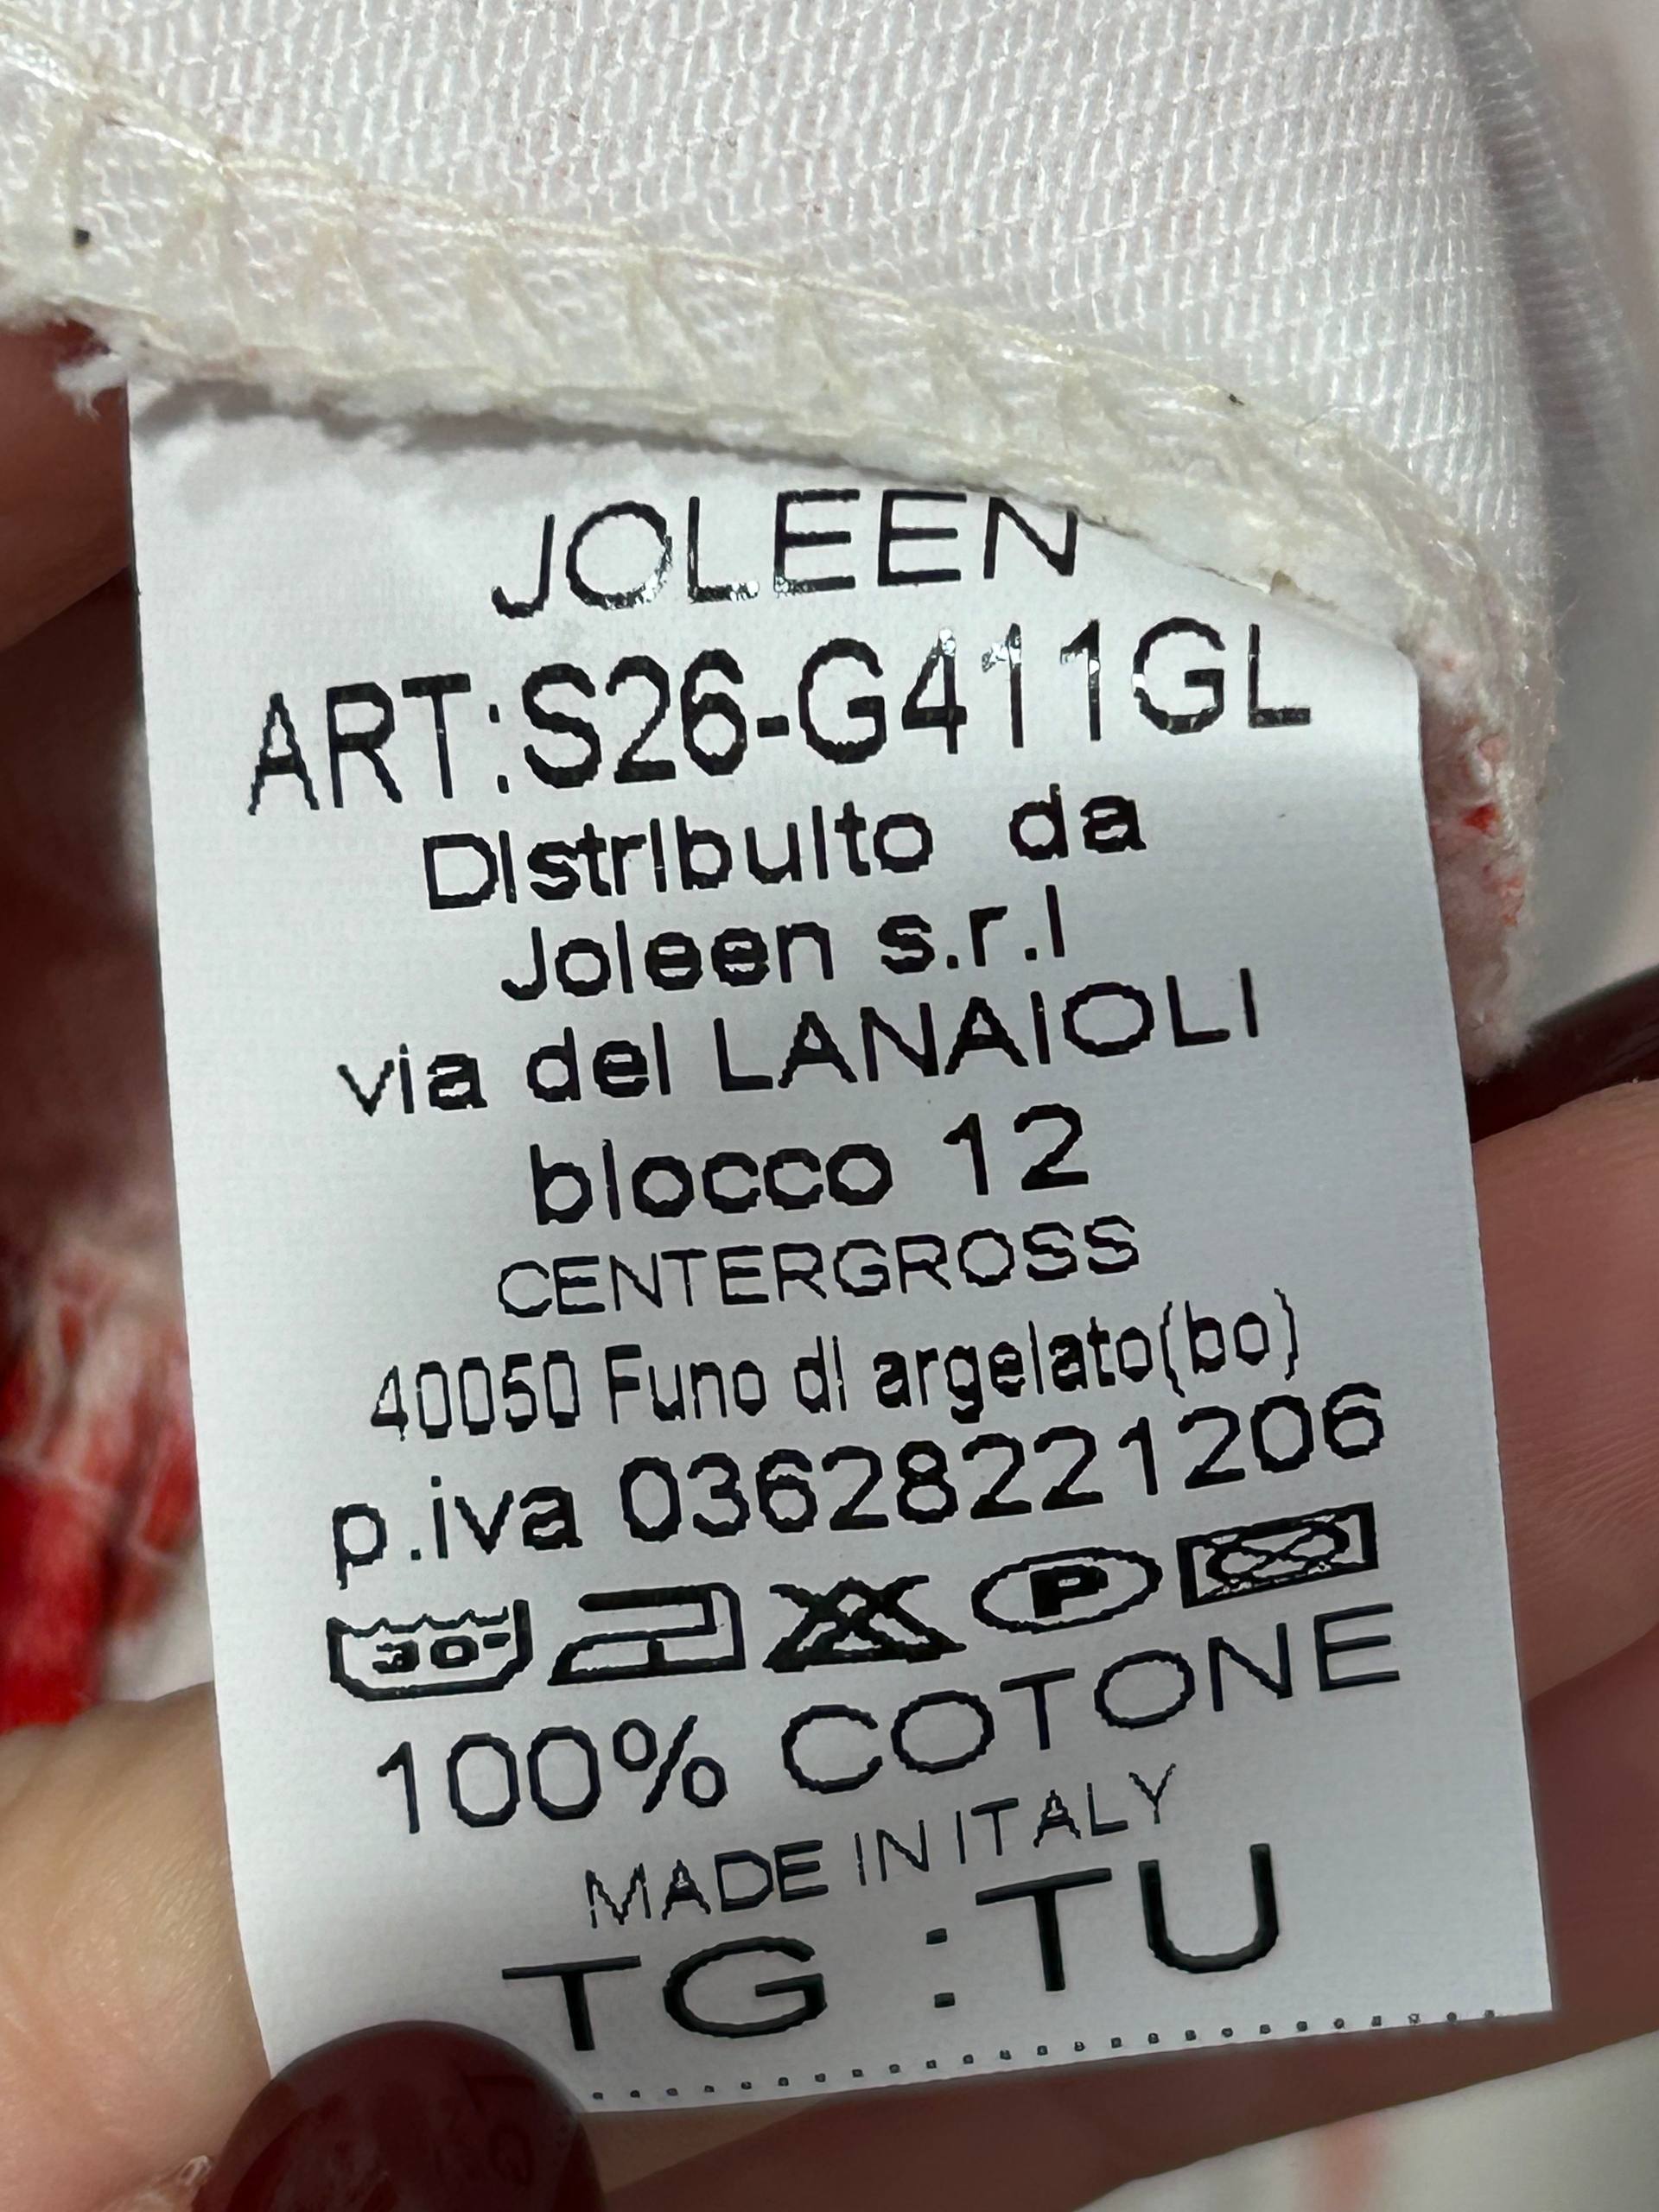 JOLEEN
ART:S26-G411GL
Distribuito da
Joleen s.r.l
via dei LANAIOLI
blocco 12
CENTERGROSS
40050 Funo di argelato(bo)
p.iva 03628221206
30° P
100% COTONE
MADE IN ITALY
TG :TU